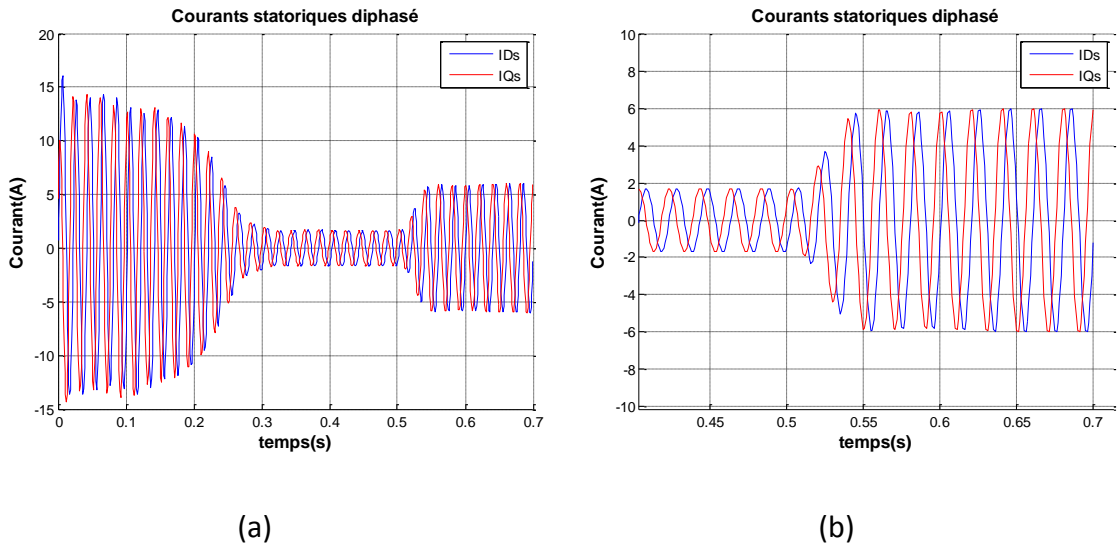 Courants statoriques diphasé
20
15
10
5
0
-5
-10
-15
Courant(A)
IDs
IQs
0
0.1
0.2
0.3
0.4
0.5
0.6
0.7
temps(s)
(a)
Courants statoriques diphasé
10
8
6
4
2
0
-2
-4
-6
-8
-10
Courant(A)
IDs
IQs
0.45
0.5
0.55
0.6
0.65
0.7
temps(s)
(b)